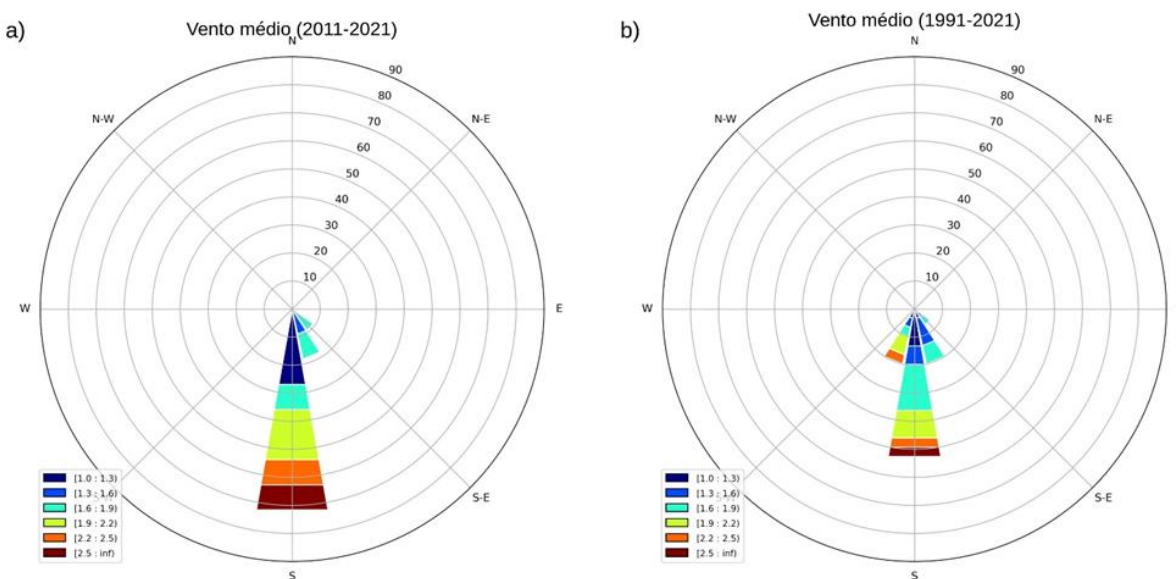 a)
Vento médio (2011-2021)
N
N-W
N-E
W
E
S-E
S
90
80
70
60
50
40
30
20
10
[1.0 : 1.3)
[1.3 : 1.6)
[1.6 : 1.9)
[1.9 : 2.2)
[2.2 : 2.5)
[2.5 : inf)
b)
Vento médio (1991-2021)
N
N-W
N-E
W
E
S-E
S
90
80
70
60
50
40
30
20
10
[1.0 : 1.3)
[1.3 : 1.6)
[1.6 : 1.9)
[1.9 : 2.2)
[2.2 : 2.5)
[2.5 : inf)